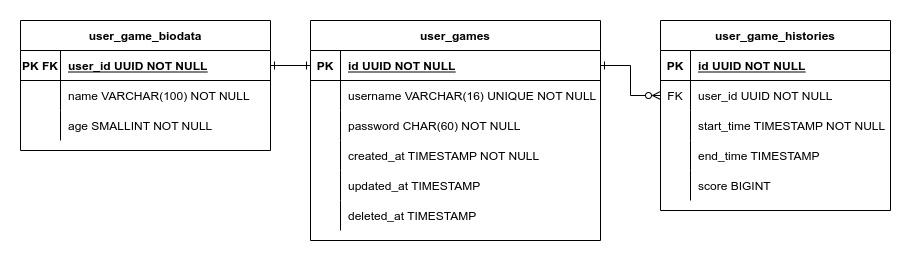 user_game_biodata
PK FK user_id UUID NOT NULL
name VARCHAR(100) NOT NULL
age SMALLINT NOT NULL
user_games
PK id UUID NOT NULL
username VARCHAR(16) UNIQUE NOT NULL
password CHAR(60) NOT NULL
created_at TIMESTAMP NOT NULL
updated_at TIMESTAMP
deleted_at TIMESTAMP
user_game_histories
PK id UUID NOT NULL
FK user_id UUID NOT NULL
start_time TIMESTAMP NOT NULL
end_time TIMESTAMP
score BIGINT